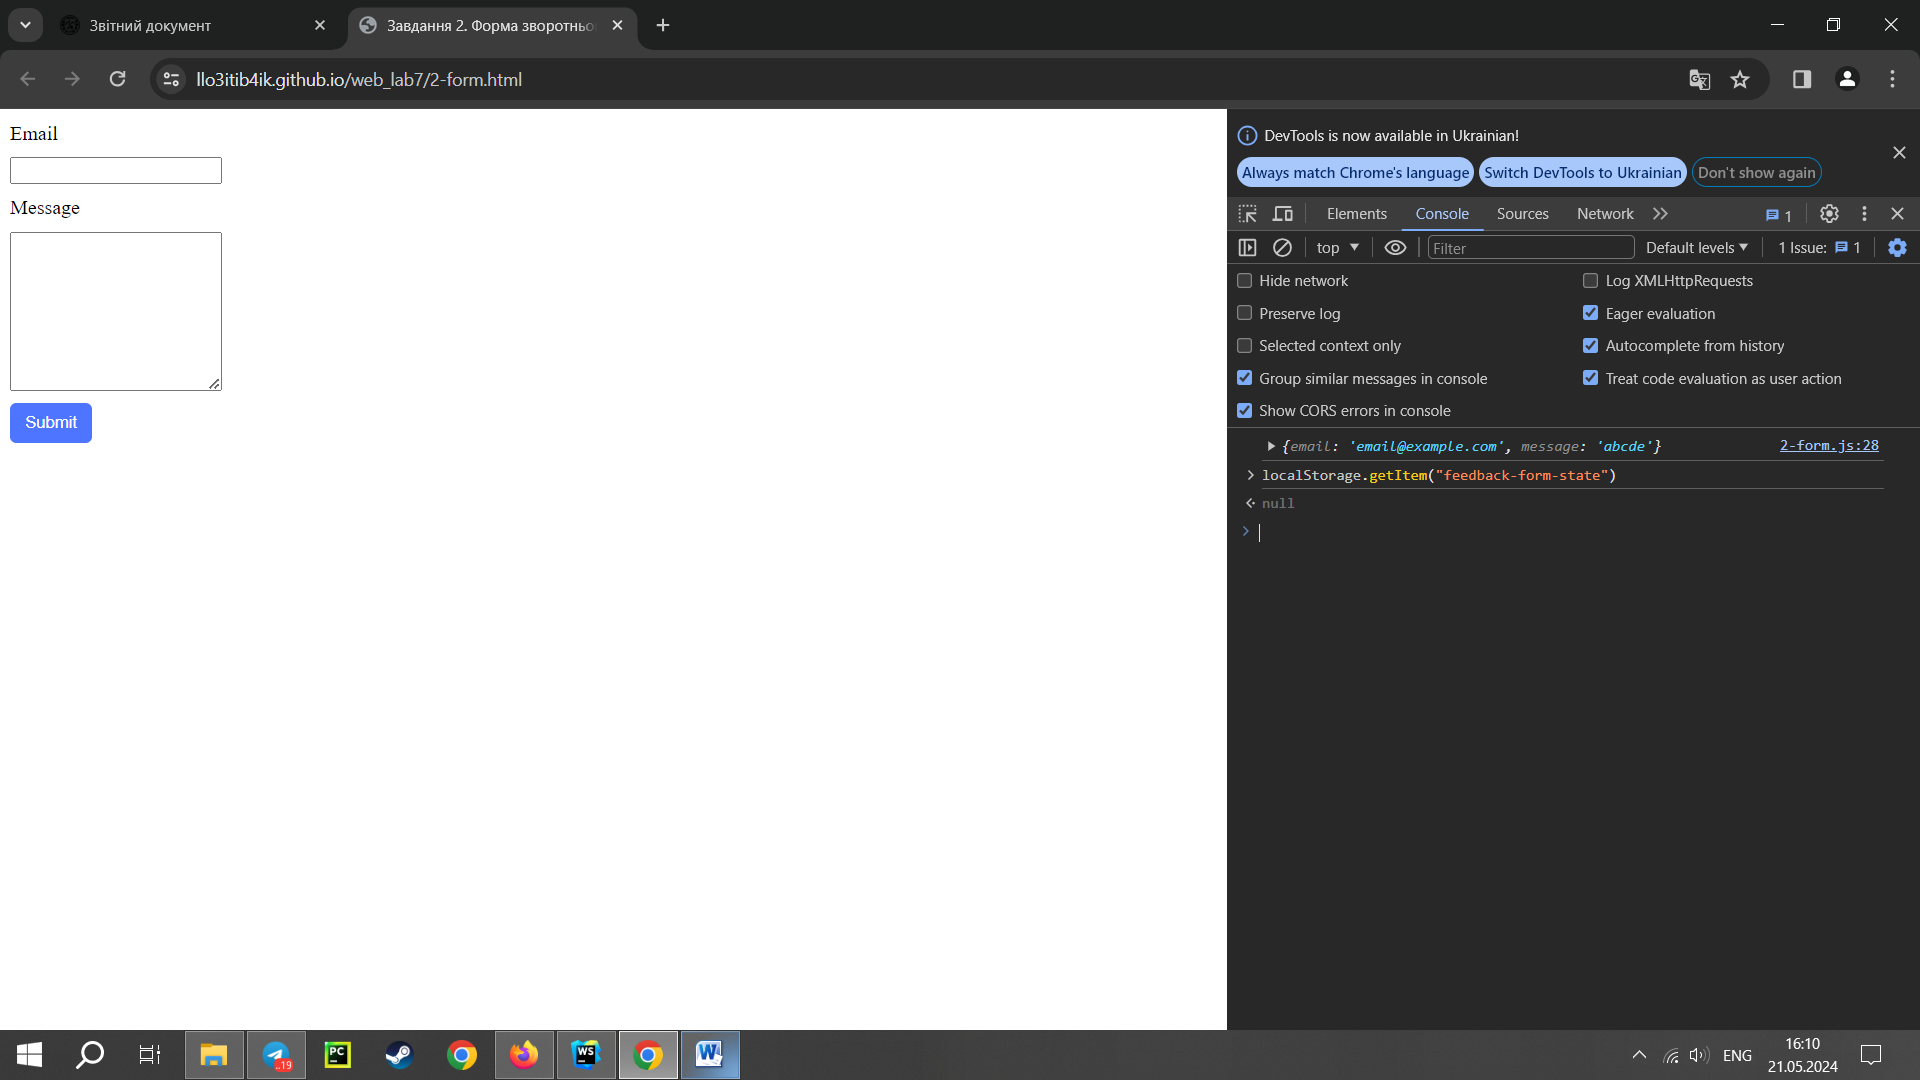 Звітний документ
Завдання 2. Форма зворотньо
llo3itib4ik.github.io/web_lab7/2-form.html
Email
Message
Submit
DevTools is now available in Ukrainian!
Always match Chrome's language
Switch DevTools to Ukrainian
Don't show again
Elements
Console
Sources
Network
1
top
Filter
Default levels
1 Issue: 1
Hide network
Log XMLHttpRequests
Preserve log
Eager evaluation
Selected context only
Autocomplete from history
Group similar messages in console
Treat code evaluation as user action
Show CORS errors in console
{email: 'email@example.com', message: 'abcde'}
2-form.js:28
localStorage.getItem("feedback-form-state")
null
..19
PC
WS
W
ENG
16:10
21.05.2024